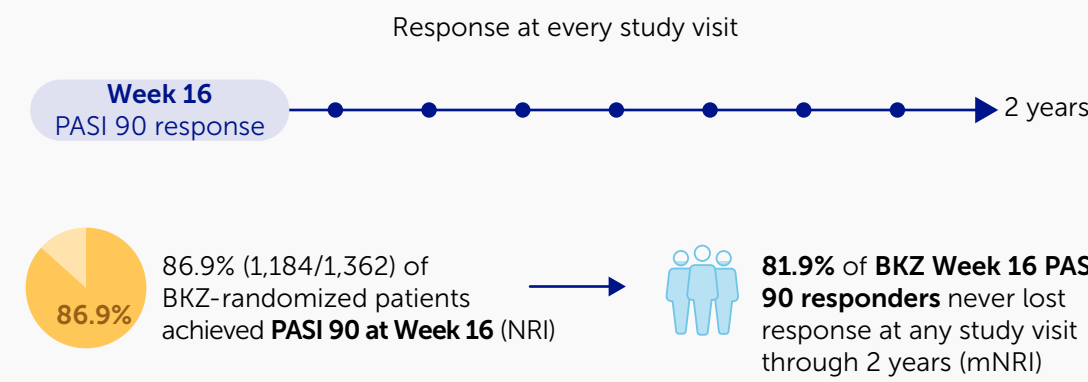 Response at every study visit
Week 16
PASI 90 response
2 years
86.9%
86.9% (1,184/1,362) of
BKZ-randomized patients
achieved PASI 90 at Week 16 (NRI)
81.9% of BKZ Week 16 PAS
90 responders never lost
response at any study visit
through 2 years (mNRI)